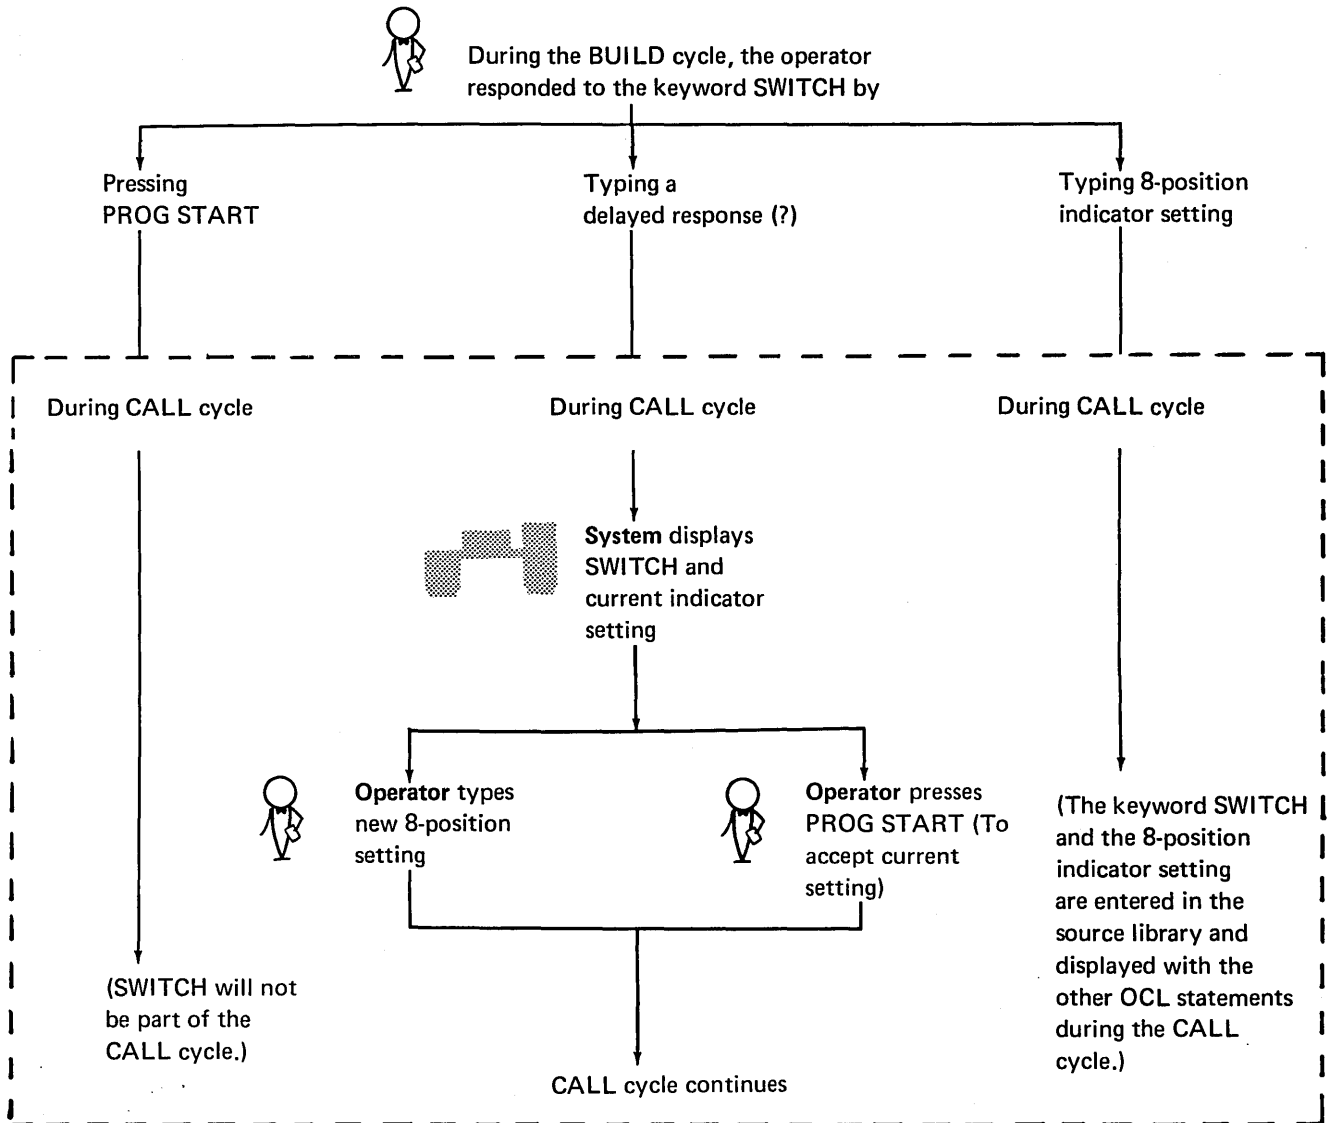 During the BUILD cycle, the operator
responded to the keyword SWITCH by
Pressing
PROG START
Typing a
delayed response (?)
Typing 8-position
indicator setting
During CALL cycle
During CALL cycle
During CALL cycle
System displays
SWITCH and
current indicator
setting
Operator types
new 8-position
setting
Operator presses
PROG START (To
accept current
setting)
(The keyword SWITCH
and the 8-position
indicator setting
are entered in the
source library and
displayed with the
other OCL statements
during the CALL
cycle.)
(SWITCH will not
be part of the
CALL cycle.)
CALL cycle continues